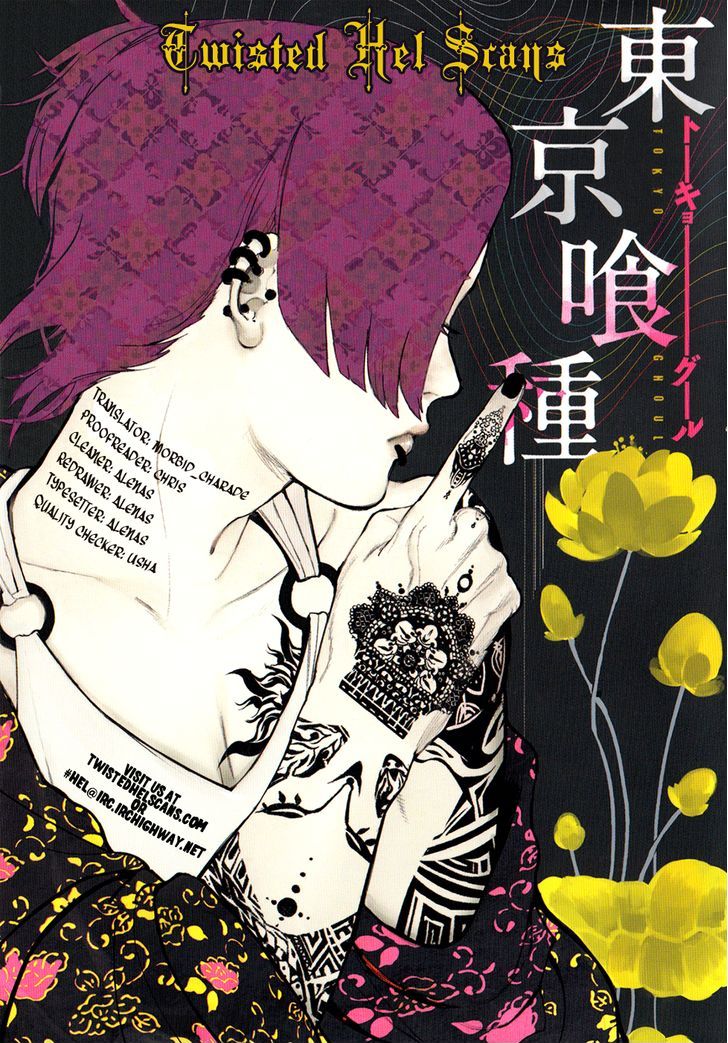 Twisted Hel Scans
東京喰種
トーキョーグール
TOKYO GHOUL
TRANSLATOR: MORBID_CHARADE
PROOFREADER: CHRIS
CLEANER: ALENAS
REDRAWER: ALENAS
TYPESETTER: ALENAS
QUALITY CHECKER: USHA
VISIT US AT
TWISTEDHELSCANS.COM
OR
#HEL@IRC.IRCHIGHWAY.NET